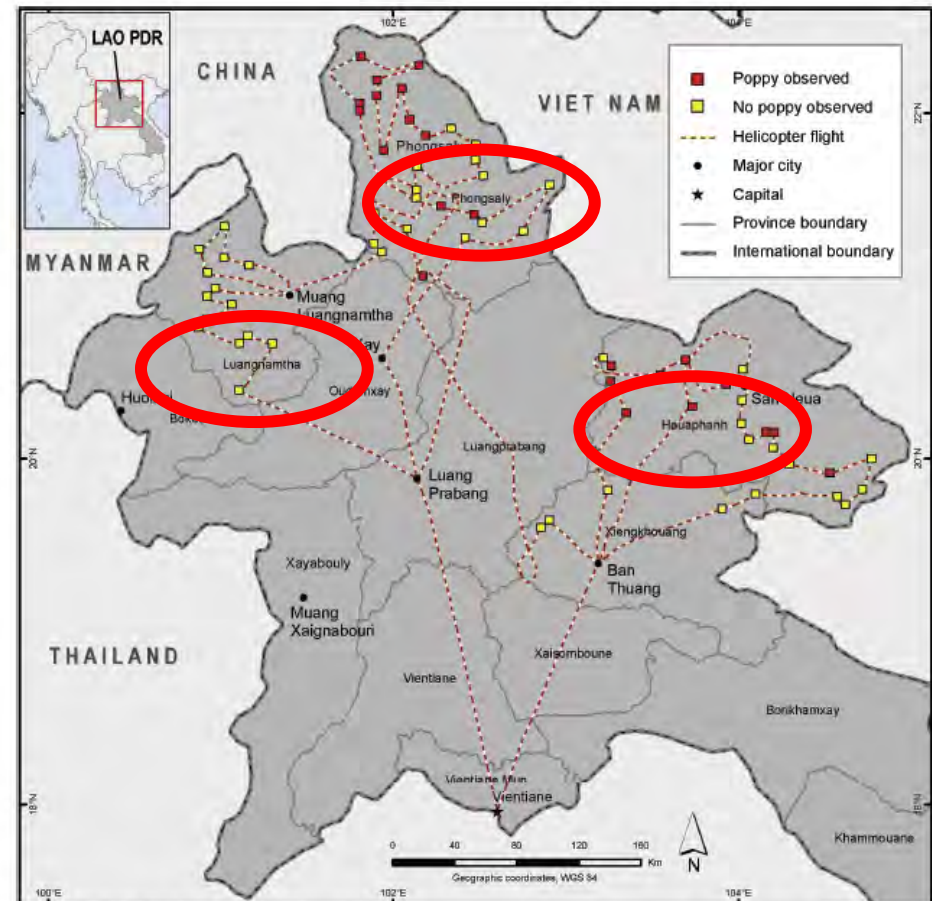 LAO PDR
CHINA
VIET NAM
MYANMAR
THAILAND
100°E
102°E
104°E
22°N
20°N
20°N
18°N
18°N
Poppy observed
No poppy observed
Helicopter flight
Major city
Capital
Province boundary
International boundary
Phongsaly
Muang
Luangnamtha
Luangnamtha
Luangprabang
Houaphanh
Luang
Prabang
Xiengkhouang
Xayabouly
Ban
Thuang
Muang
Xaignabouri
Xaisomboune
Vientiane
Borikhamxay
Vientiane
Khammouane
0 40 80 120 160
Km
Geographic coordinates, WGS 84
N